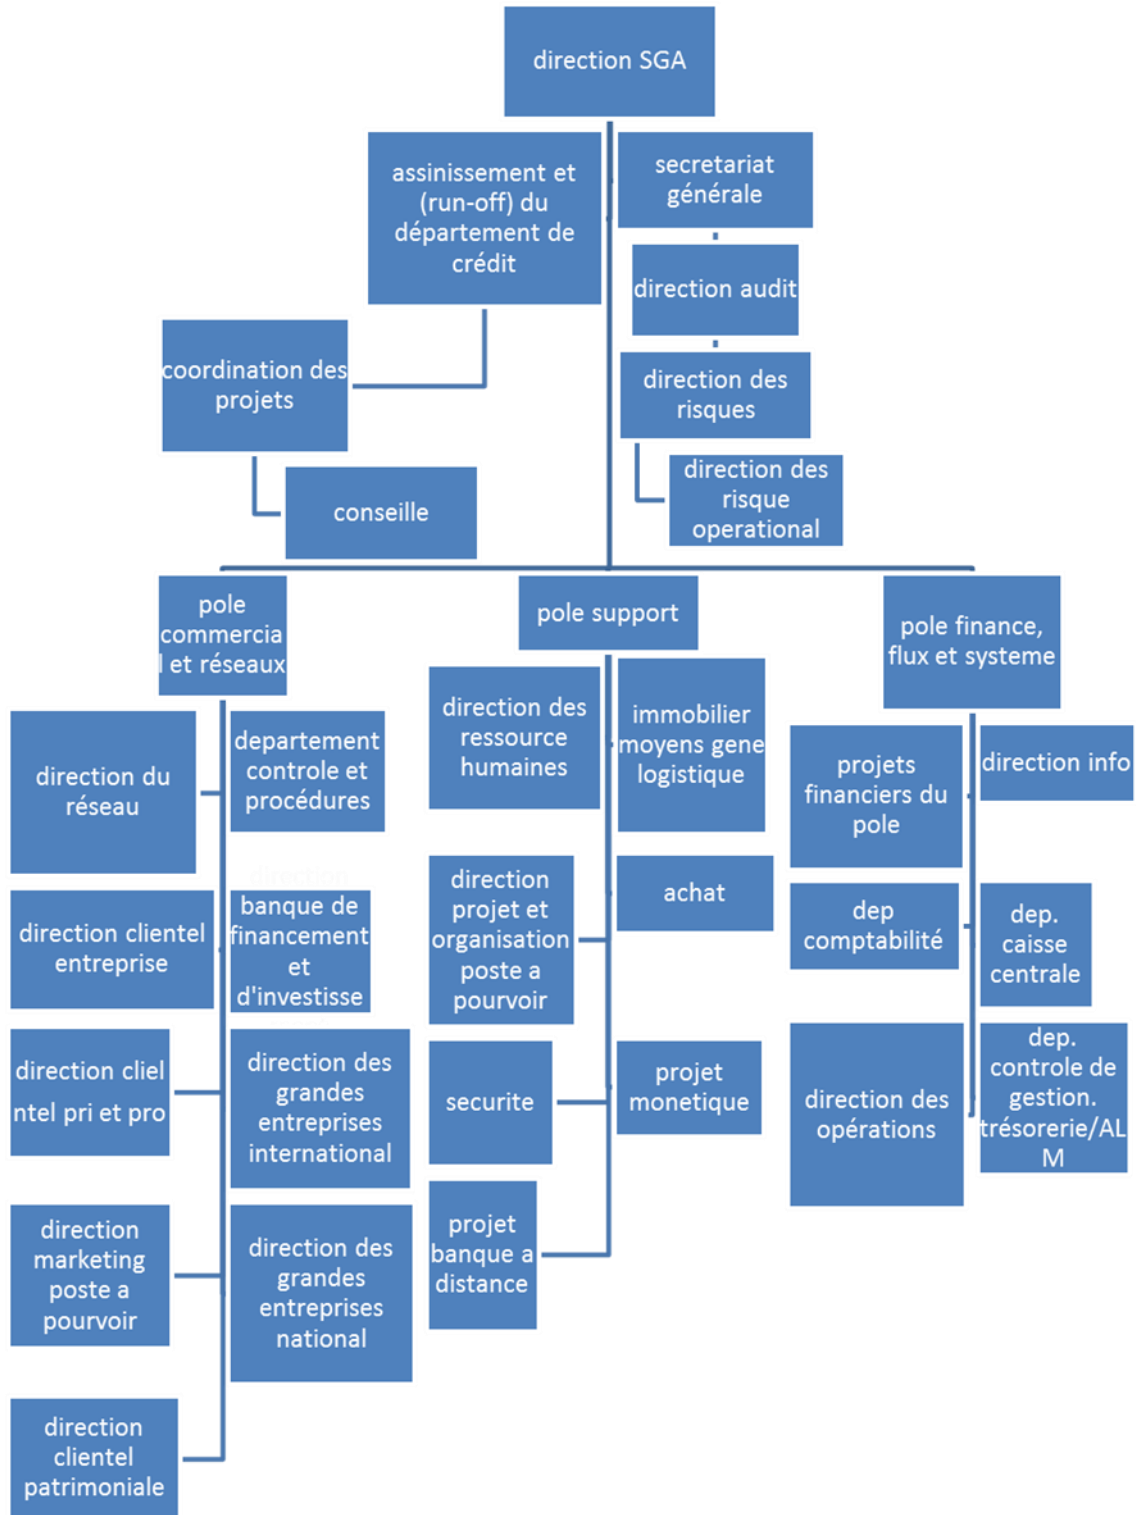 direction SGA
assinissement et
(run-off) du
département de
crédit
secretariat
générale
direction audit
coordination des
projets
direction des
risques
conseille
direction des
risque
operational
pole
commercia
l et réseaux
pole support
pole finance,
flux et systeme
direction du
réseau
departement
controle et
procédures
direction des
ressource
humaines
immobilier
moyens gene
logistique
projets
financiers du
pole
direction info
direction clientel
entreprise
direction
banque de
financement
et
d'investisse
direction
projet et
organisation
poste a
pourvoir
achat
dep
comptabilité
dep.
caisse
centrale
direction cliel
ntel pri et pro
direction des
grandes
entreprises
international
securite
projet
monetique
direction des
opérations
dep.
controle de
gestion.
trésorerie/AL
M
direction
marketing
poste a
pourvoir
direction des
grandes
entreprises
national
projet
banque a
distance
direction
clientel
patrimoniale